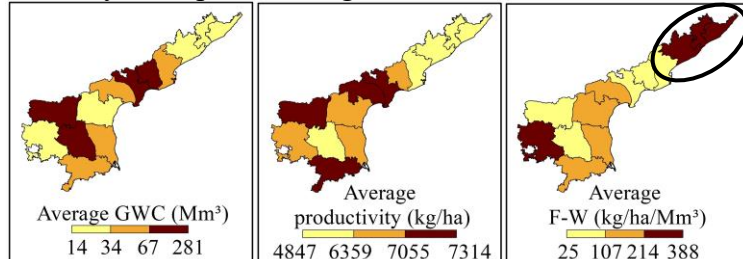 Average GWC (Mm³)
14 34 67 281
Average
productivity (kg/ha)
4847 6359 7055 7314
Average
F-W (kg/ha/Mm³)
25 107 214 388